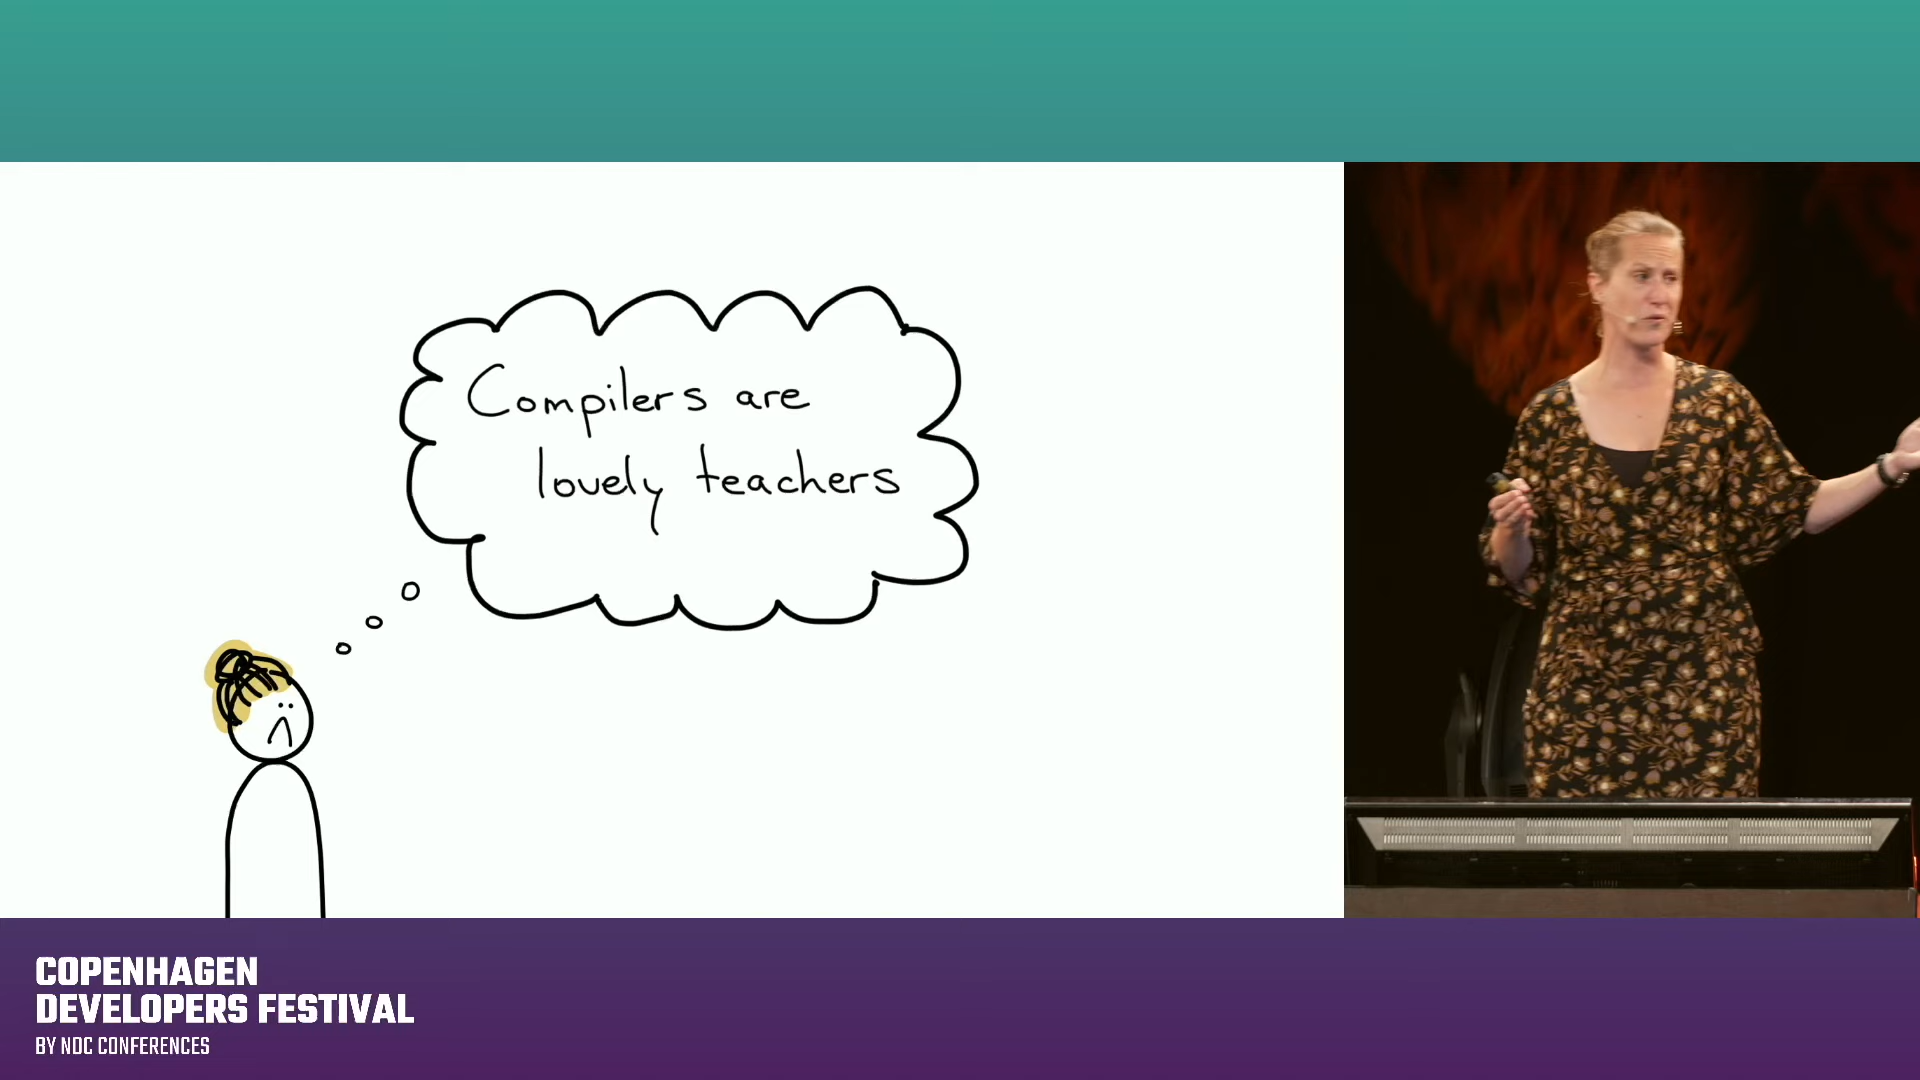 Compilers are
lovely teachers
COPENHAGEN
DEVELOPERS FESTIVAL
BY NDC CONFERENCES